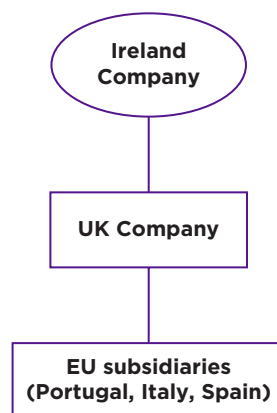 Ireland
Company
UK Company
EU subsidiaries
(Portugal, Italy, Spain)